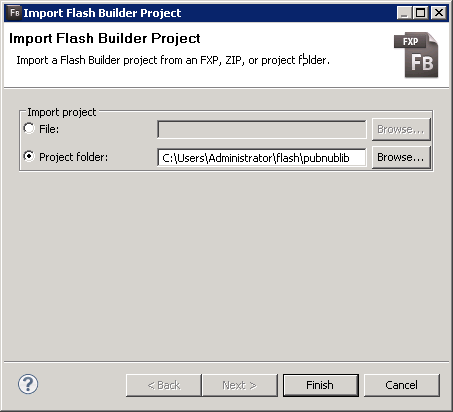 FB Import Flash Builder Project
Import Flash Builder Project
Import a Flash Builder project from an FXP, ZIP, or project folder.
FXP
FB
Import project
File:
Browse...
Project folder:
C:\Users\Administrator\flash\pubnublib
Browse...
?
< Back
Next >
Finish
Cancel